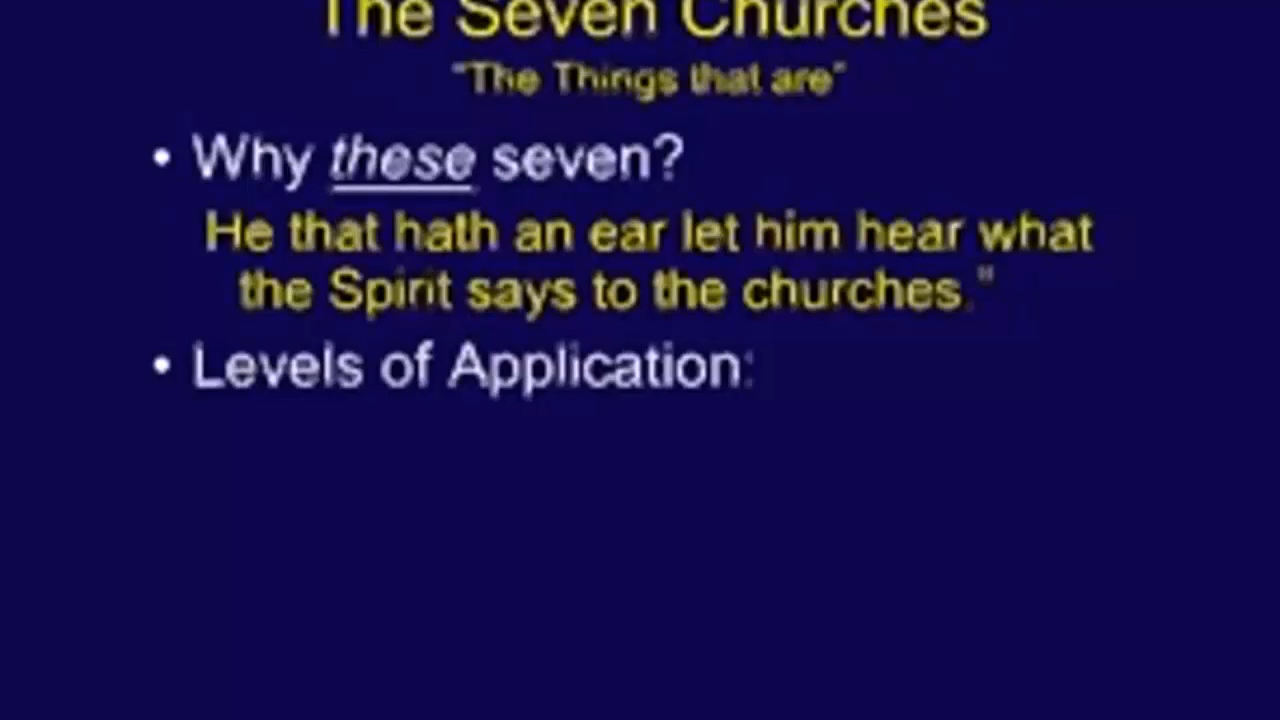 The Seven Churches
"The Things that are"
• Why these seven?
He that hath an ear let him hear what
the Spirit says to the churches."
• Levels of Application: